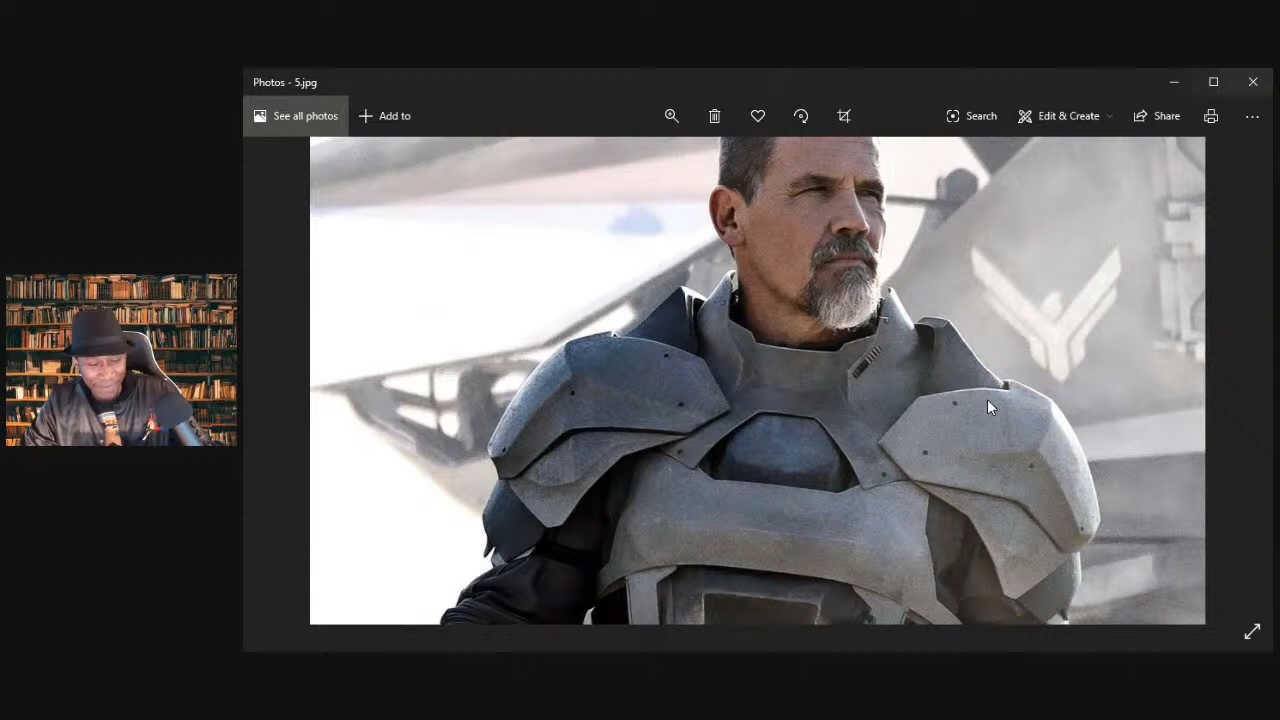 Photos - 5.jpg
See all photos
Add to
Search
Edit & Create
Share